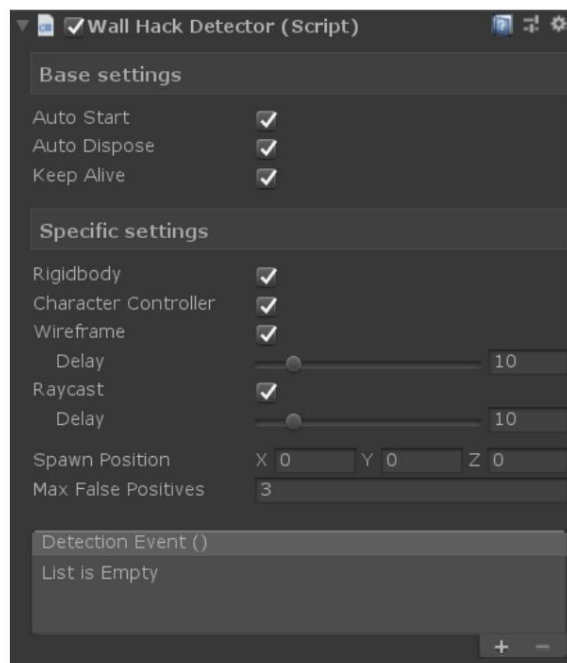 Wall Hack Detector (Script)
Base settings
Auto Start
Auto Dispose
Keep Alive
Specific settings
Rigidbody
Character Controller
Wireframe
Delay 10
Raycast
Delay 10
Spawn Position X 0 Y 0 Z 0
Max False Positives 3
Detection Event ()
List is Empty